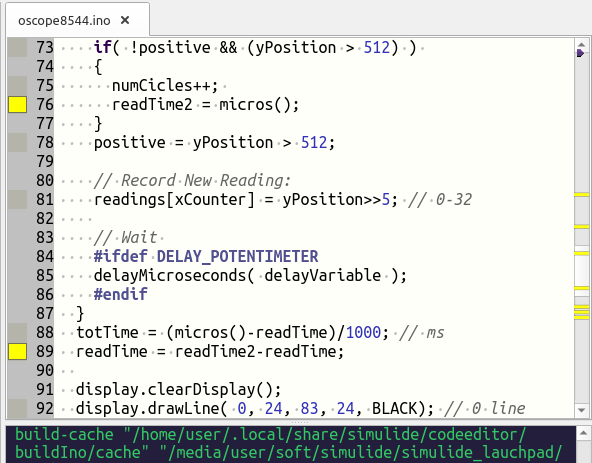 oscope8544.ino ×
73 if( !positive && (yPosition > 512) )
74 {
75 numCicles++;
76 readTime2 = micros();
77 }
78 positive = yPosition > 512;
79
80 // Record New Reading:
81 readings[xCounter] = yPosition>>5; // 0-32
82
83 // Wait
84 #ifdef DELAY_POTENTIMETER
85 delayMicroseconds( delayVariable );
86 #endif
87 }
88 totTime = (micros()-readTime)/1000; // ms
89 readTime = readTime2-readTime;
90
91 display.clearDisplay();
92 display.drawLine( 0, 24, 83, 24, BLACK); // 0 line
build-cache "/home/user/.local/share/simulide/codeeditor/
buildIno/cache" "/media/user/soft/simulide/simulide_lauchpad/